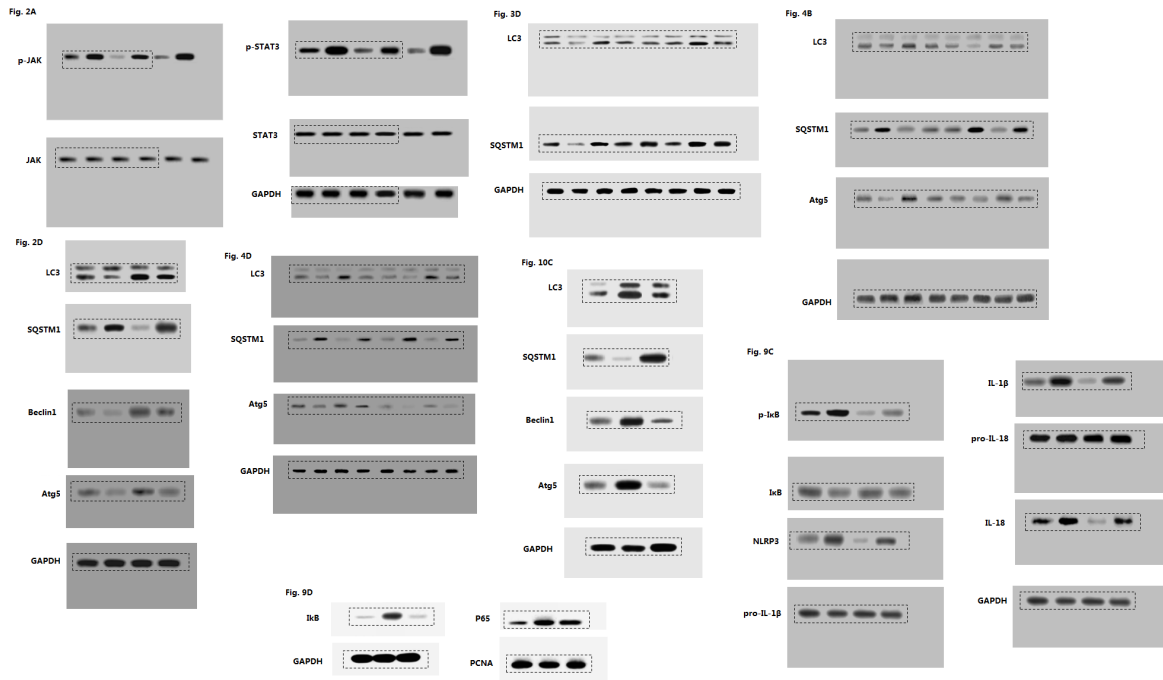 Fig. 2A
p-JAK
JAK
p-STAT3
STAT3
GAPDH
Fig. 3D
LC3
SQSTM1
GAPDH
Fig. 4B
LC3
SQSTM1
Atg5
GAPDH
Fig. 2D
LC3
SQSTM1
Beclin1
Atg5
GAPDH
Fig. 4D
LC3
SQSTM1
Atg5
GAPDH
Fig. 10C
LC3
SQSTM1
Beclin1
Atg5
GAPDH
Fig. 9C
p-IκB
IκB
NLRP3
pro-IL-1β
IL-1β
pro-IL-18
IL-18
GAPDH
Fig. 9D
IkB
GAPDH
P65
PCNA